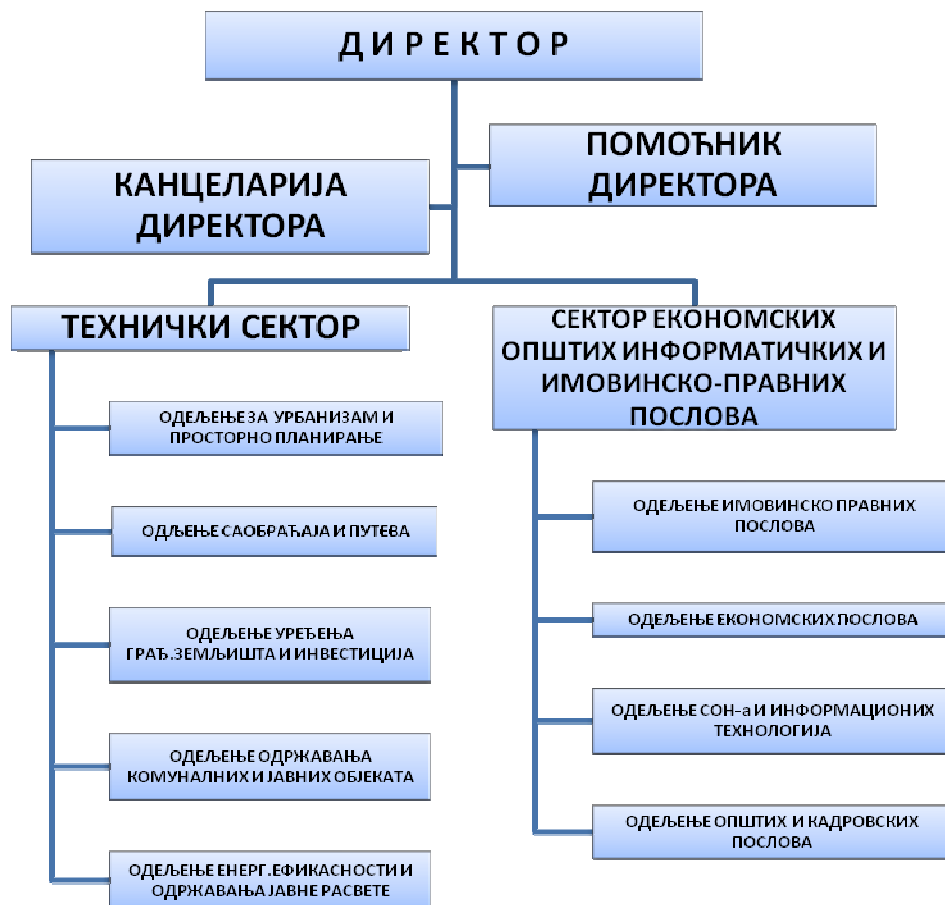 Д И Р Е К Т О Р
ПОМОЋНИК
ДИРЕКТОРА
КАНЦЕЛАРИЈА
ДИРЕКТОРА
ТЕХНИЧКИ СЕКТОР
ОДЕЉЕЊЕ ЗА УРБАНИЗАМ И
ПРОСТОРНО ПЛАНИРАЊЕ
ОДЉЕЊЕ САОБРАЋАЈА И ПУТЕВА
ОДЕЉЕЊЕ УРЕЂЕЊА
ГРАЂ.ЗЕМЉИШТА И ИНВЕСТИЦИЈА
ОДЕЉЕЊЕ ОДРЖАВАЊА
КОМУНАЛНИХ И ЈАВНИХ ОБЈЕКАТА
ОДЕЉЕЊЕ ЕНЕРГ.ЕФИКАСНОСТИ И
ОДРЖАВАЊА ЈАВНЕ РАСВЕТЕ
СЕКТОР ЕКОНОМСКИХ
ОПШТИХ ИНФОРМАТИЧКИХ И
ИМОВИНСКО-ПРАВНИХ
ПОСЛОВА
ОДЕЉЕЊЕ ИМОВИНСКО ПРАВНИХ
ПОСЛОВА
ОДЕЉЕЊЕ ЕКОНОМСКИХ ПОСЛОВА
ОДЕЉЕЊЕ СОН-а И ИНФОРМАЦИОНИХ
ТЕХНОЛОГИЈА
ОДЕЉЕЊЕ ОПШТИХ И КАДРОВСКИХ
ПОСЛОВА